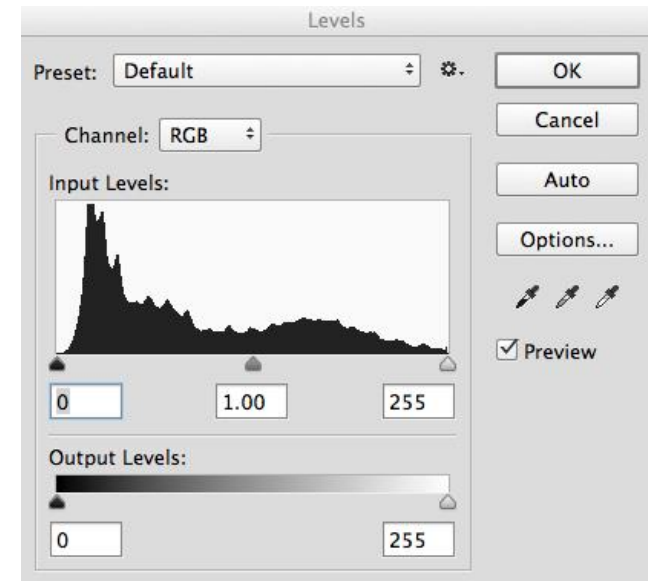 Levels
Preset: Default
OK
Channel: RGB
Cancel
Input Levels:
Auto
Options...
Preview
0 1.00 255
Output Levels:
0 255